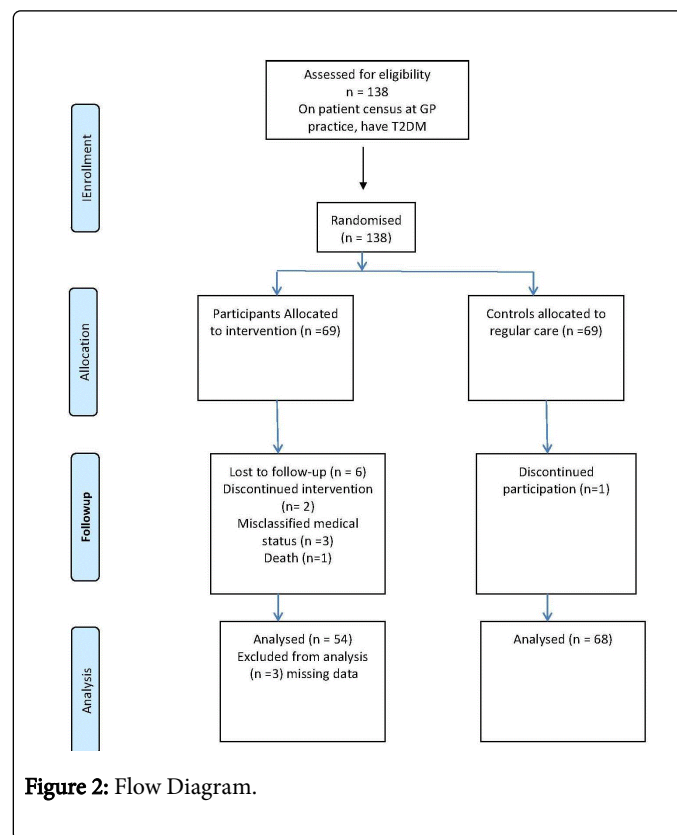 Assessed for eligibility
n = 138
On patient census at GP
practice, have T2DM
IEnrollment
Randomised
(n = 138)
Allocation
Participants Allocated
to intervention (n =69)
Controls allocated to
regular care (n =69)
Followup
Lost to follow-up (n = 6)
Discontinued intervention
(n= 2)
Misclassified medical
status (n =3)
Death (n=1)
Discontinued
participation (n=1)
Analysis
Analysed (n = 54)
Excluded from analysis
(n =3) missing data
Analysed (n = 68)
Figure 2: Flow Diagram.